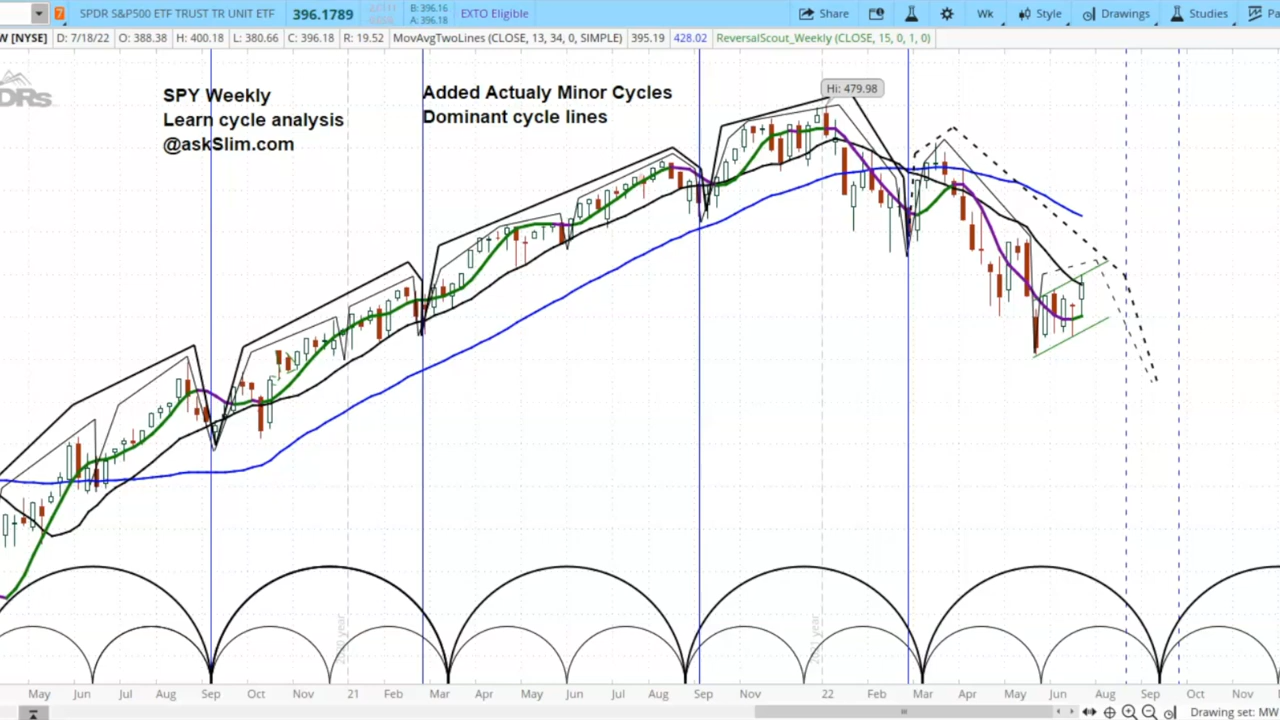 7 SPDR S&P500 ETF TRUST TR UNIT ETF 396.1789 B: 396.16 EXTO Eligible Share Wk Style Drawings Studies
A: 396.18
W [NYSE] D: 7/18/22 O: 388.38 H: 400.18 L: 380.66 C: 396.18 R: 19.52 MovAvgTwoLines (CLOSE, 13, 34, 0, SIMPLE) 395.19 428.02 ReversalScout_Weekly (CLOSE, 15, 0, 1, 0)
DRs
SPY Weekly
Learn cycle analysis
@askSlim.com
Added Actualy Minor Cycles
Dominant cycle lines
Hi: 479.98
year
year
May Jun Jul Aug Sep Oct Nov 21 Feb Mar Apr May Jun Jul Aug Sep Nov 22 Feb Mar Apr May Jun Aug Sep Oct Nov
Drawing set: MW